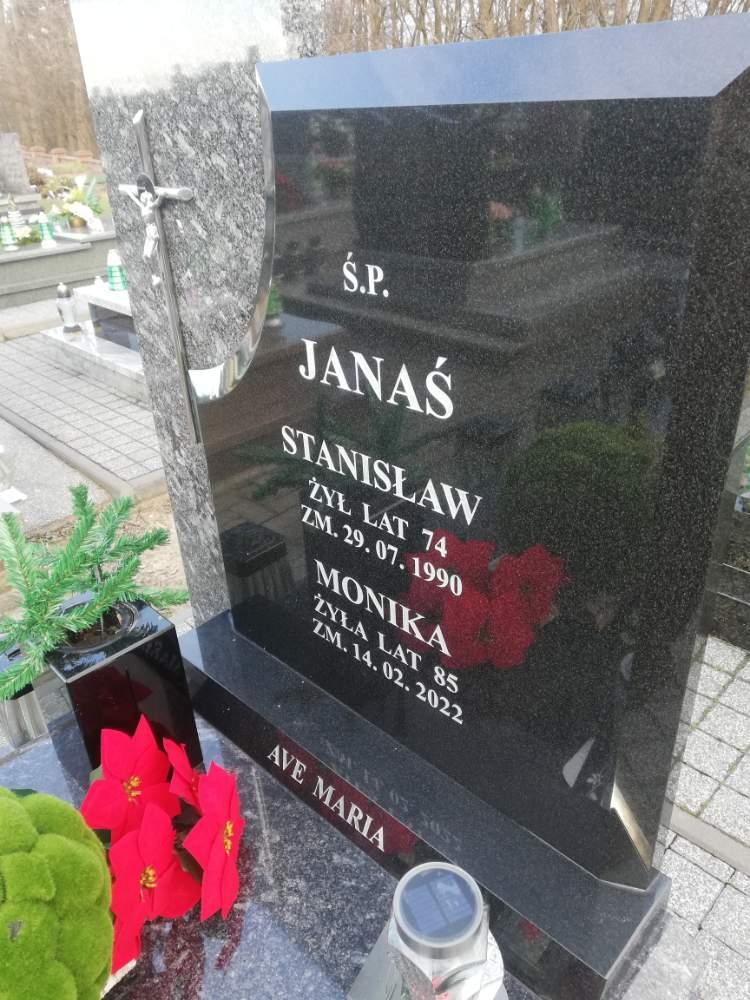 Ś.P.
JANAŚ
STANISŁAW
ŻYŁ LAT 74
ZM. 29.07.1990
MONIKA
ŻYŁA LAT 85
ZM. 14.02.2022
AVE MARIA